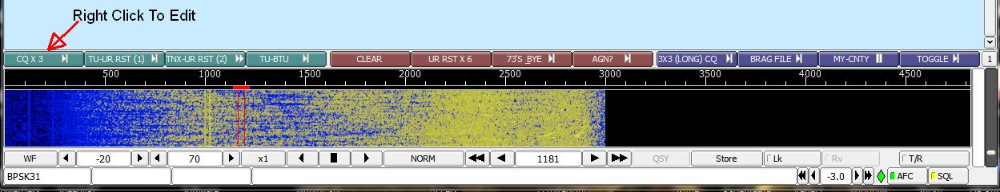 Right Click To Edit
CQ X 3 TU-UR RST (1) TNX-UR RST (2) TU-BTU CLEAR UR RST X 6 73'S_BYE AGN? 3X3 (LONG) CQ BRAG FILE MY-CNTY TOGGLE 1
500 1000 1500 2000 2500 3000 3500 4000 4500
WF -20 70 x1 NORM 1181 QSY Store Lk Rv T/R
BPSK31 -3.0 AFC SQL